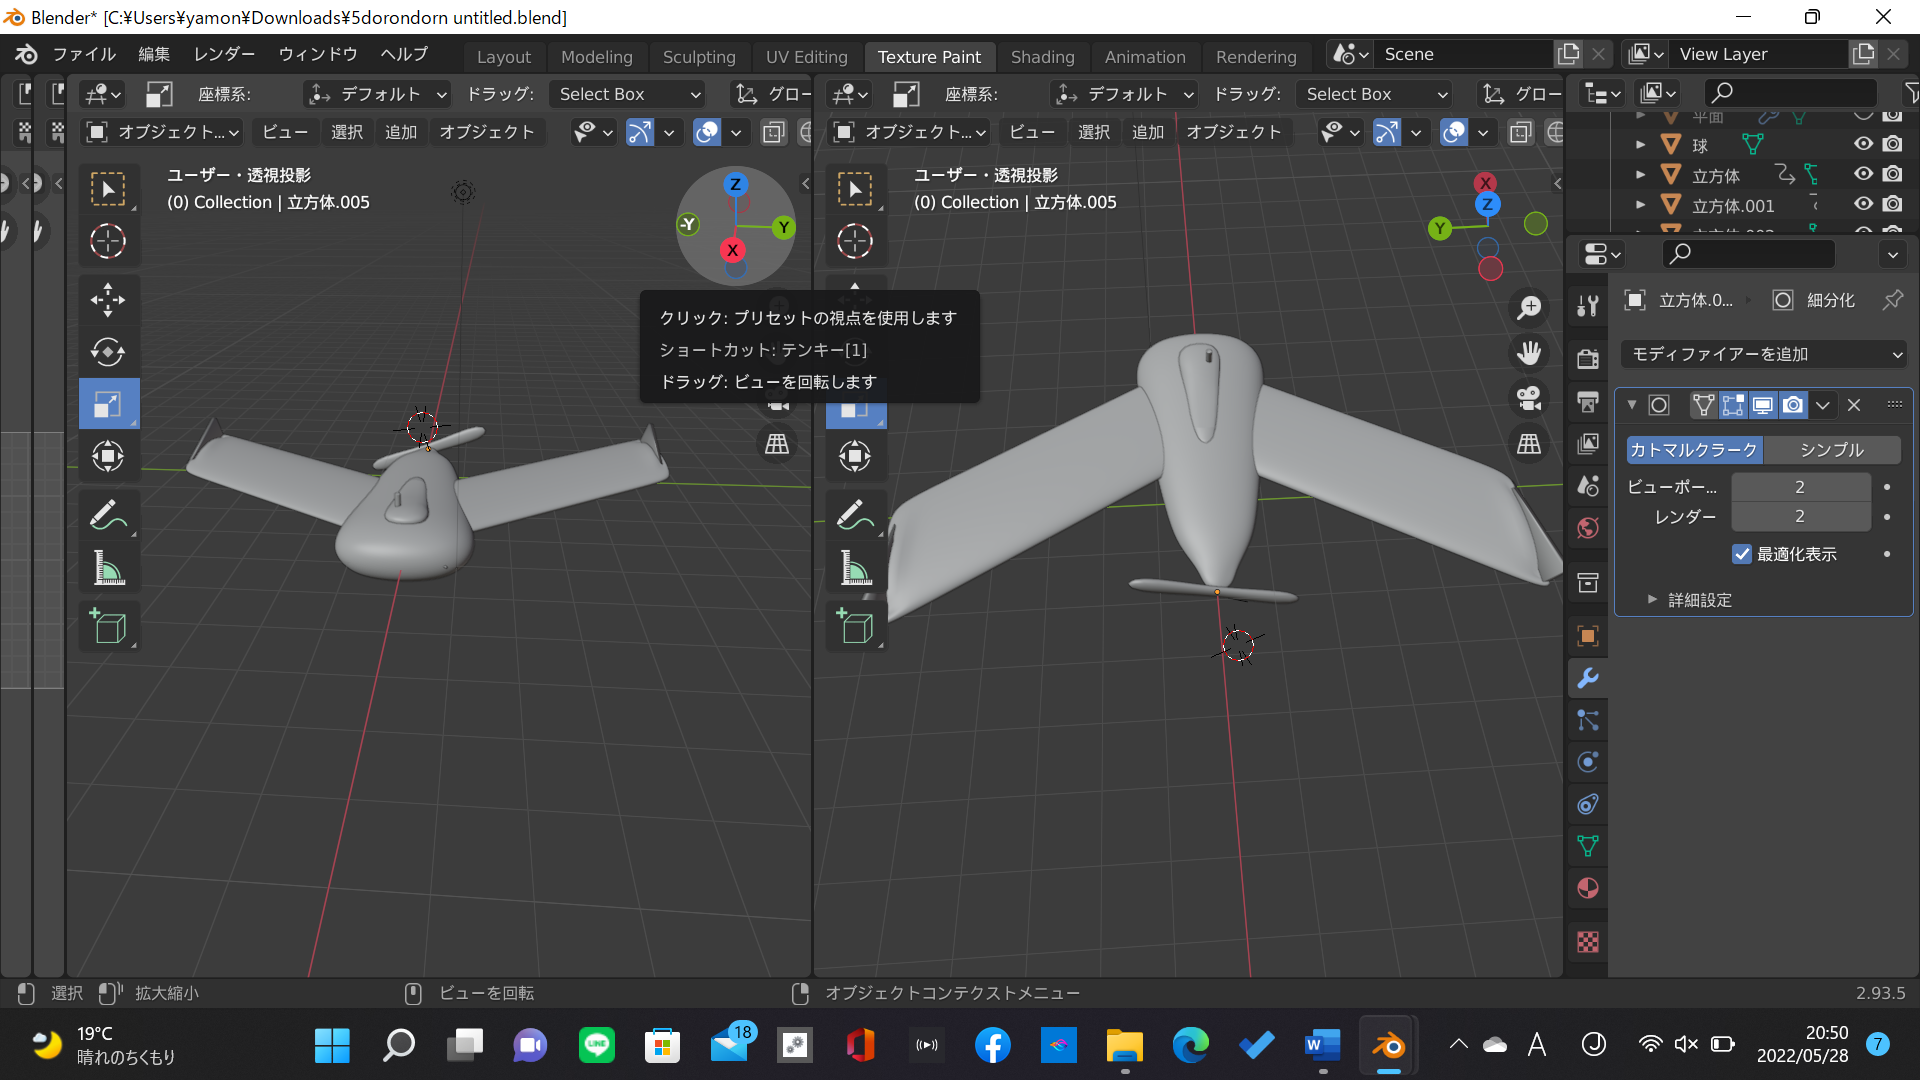 Blender* [C:¥Users¥yamon¥Downloads¥5dorondorn untitled.blend]
ファイル 編集 レンダー ウィンドウ ヘルプ Layout Modeling Sculpting UV Editing Texture Paint Shading Animation Rendering Scene View Layer
座標系: デフォルト ドラッグ: Select Box グロー 座標系: デフォルト ドラッグ: Select Box グロー
オブジェクト... ビュー 選択 追加 オブジェクト オブジェクト... ビュー 選択 追加 オブジェクト
平面
球
立方体
立方体.001
ユーザー・透視投影
(0) Collection | 立方体.005
Z
-Y Y
X
ユーザー・透視投影
(0) Collection | 立方体.005
X
Z
Y
クリック: プリセットの視点を使用します
ショートカット: テンキー[1]
ドラッグ: ビューを回転します
立方体.0... 細分化
モディファイアーを追加
カトマルクラーク シンプル
ビューポー... 2
レンダー 2
最適化表示
詳細設定
選択 拡大縮小 ビューを回転 オブジェクトコンテクストメニュー 2.93.5
19°C
晴れのちくもり
18
LINE
A J
20:50
2022/05/28
7